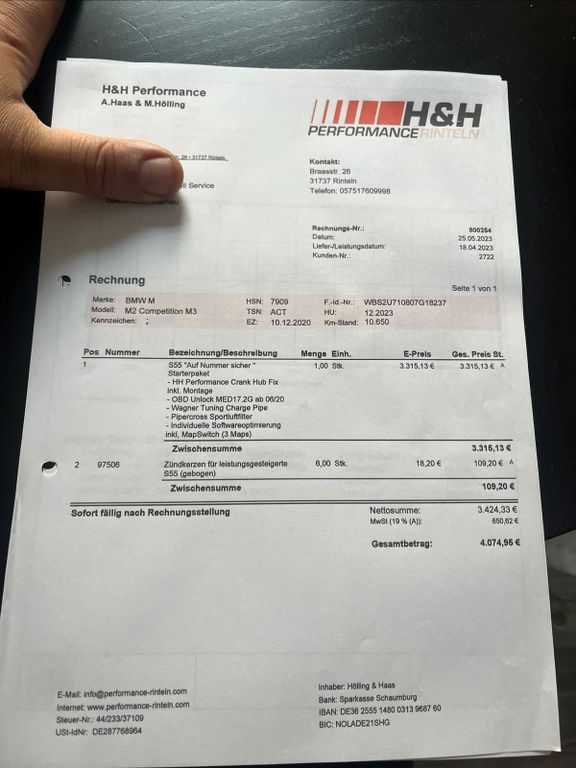 H&H Performance
A.Haas & M.Hölling
H&H
PERFORMANCE RINTELN
26 • 31737 Rinteln
ll Service
Kontakt:
Braasstr. 26
31737 Rinteln
Telefon: 057517609998
Rechnungs-Nr.: 800254
Datum: 25.05.2023
Liefer-/Leistungsdatum: 18.04.2023
Kunden-Nr.: 2722
Rechnung
Seite 1 von 1
Marke: BMW M HSN: 7909 F.-Id.-Nr.: WBS2U710807G18237
Modell: M2 Competition M3 TSN: ACT HU: 12.2023
Kennzeichen: EZ: 10.12.2020 Km-Stand: 10.650
Pos Nummer Bezeichnung/Beschreibung Menge Einh. E-Preis Ges. Preis St.
1 S55 "Auf Nummer sicher" 1,00 Stk. 3.315,13 € 3.315,13 € A
Starterpaket
- HH Performance Crank Hub Fix
inkl. Montage
- OBD Unlock MED17.2G ab 06/20
- Wagner Tuning Charge Pipe
- Pipercross Sportluftfilter
- Individuelle Softwareoptimierung
inkl, MapSwitch (3 Maps)
Zwischensumme 3.315,13 €
2 97506 Zündkerzen für leistungsgesteigerte 6,00 Stk. 18,20 € 109,20 € A
S55 (gebogen)
Zwischensumme 109,20 €
Sofort fällig nach Rechnungsstellung Nettosumme: 3.424,33 €
MwSt (19 % (A)): 650,62 €
Gesamtbetrag: 4.074,95 €
E-Mail: info@performance-rinteln.com
Internet: www.performance-rinteln.com
Steuer-Nr.: 44/233/37109
USt-IdNr: DE287768964
Inhaber: Hölling & Haas
Bank: Sparkasse Schaumburg
IBAN: DE36 2555 1480 0313 9687 60
BIC: NOLADE21SHG